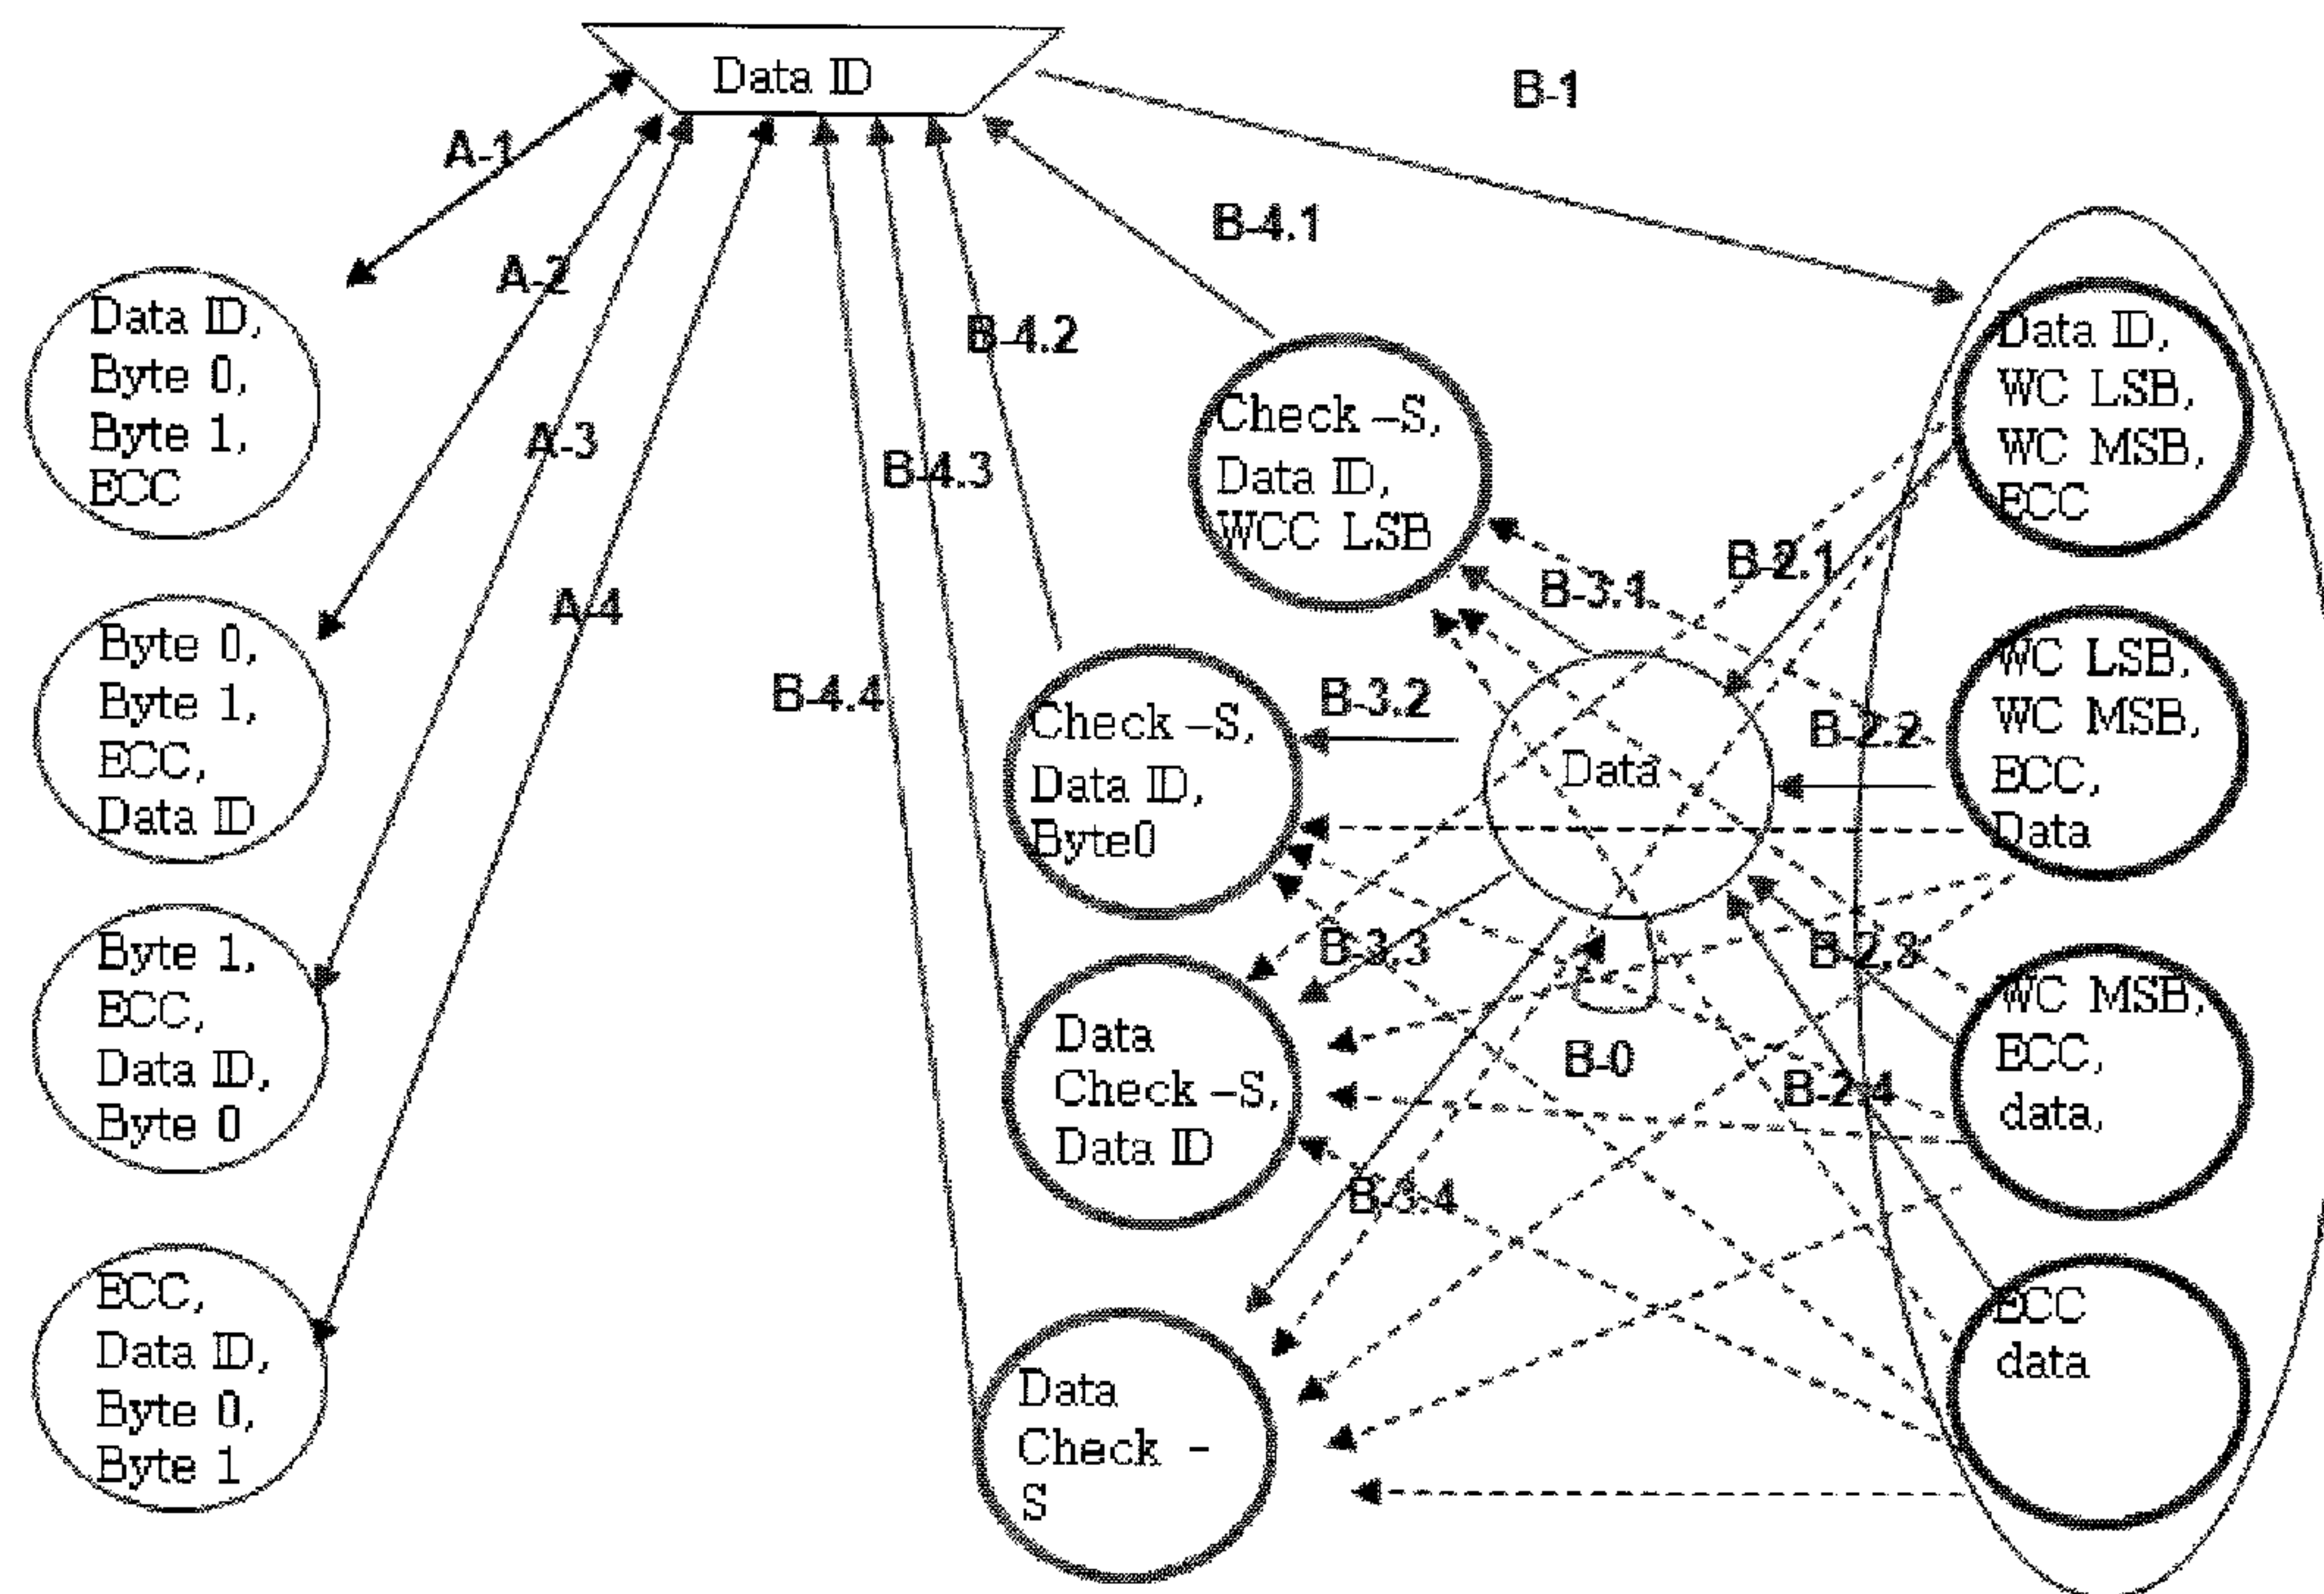 Data ID
B-1
A-1
B-4.1
A-2
B-4.2
A-3
B-4.3
A-4
B-4.4
Data ID,
Byte 0,
Byte 1,
ECC
Byte 0,
Byte 1,
ECC,
Data ID
Byte 1,
ECC,
Data ID,
Byte 0
ECC,
Data ID,
Byte 0,
Byte 1
Check –S,
Data ID,
WCC LSB
Check –S,
Data ID,
Byte0
Data
Check –S,
Data ID
Data
Check -
S
B-3.1
B-3.2
B-3.3
B-3.4
Data
B-0
B-2.1
B-2.2
B-2.3
B-2.4
Data ID,
WC LSB,
WC MSB,
ECC
WC LSB,
WC MSB,
ECC,
Data
WC MSB,
ECC,
data,
ECC
data